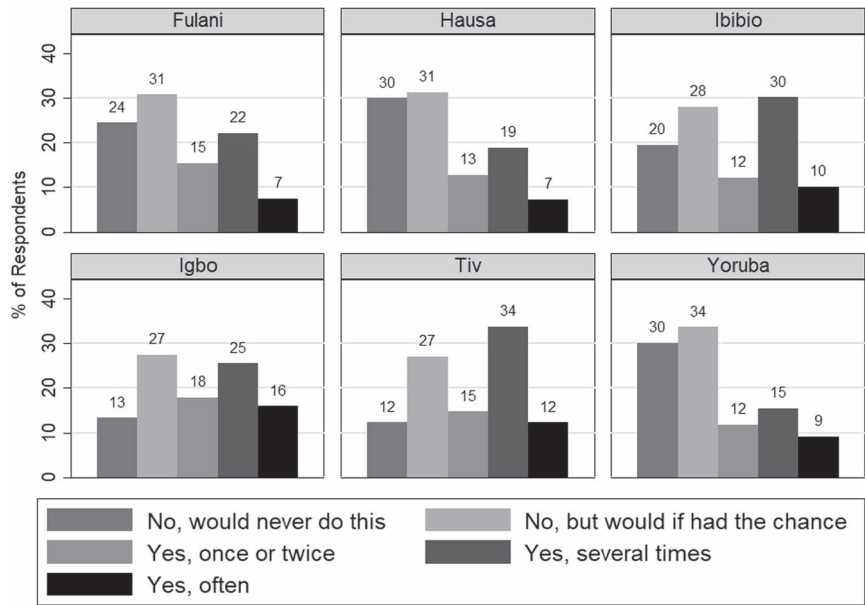 Fulani Hausa Ibibio
% of Respondents
40
30
20
10
0
24 31 15 22 7
30 31 13 19 7
20 28 12 30 10
Igbo Tiv Yoruba
40
30
20
10
0
13 27 18 25 16
12 27 15 34 12
30 34 12 15 9
No, would never do this No, but would if had the chance
Yes, once or twice Yes, several times
Yes, often